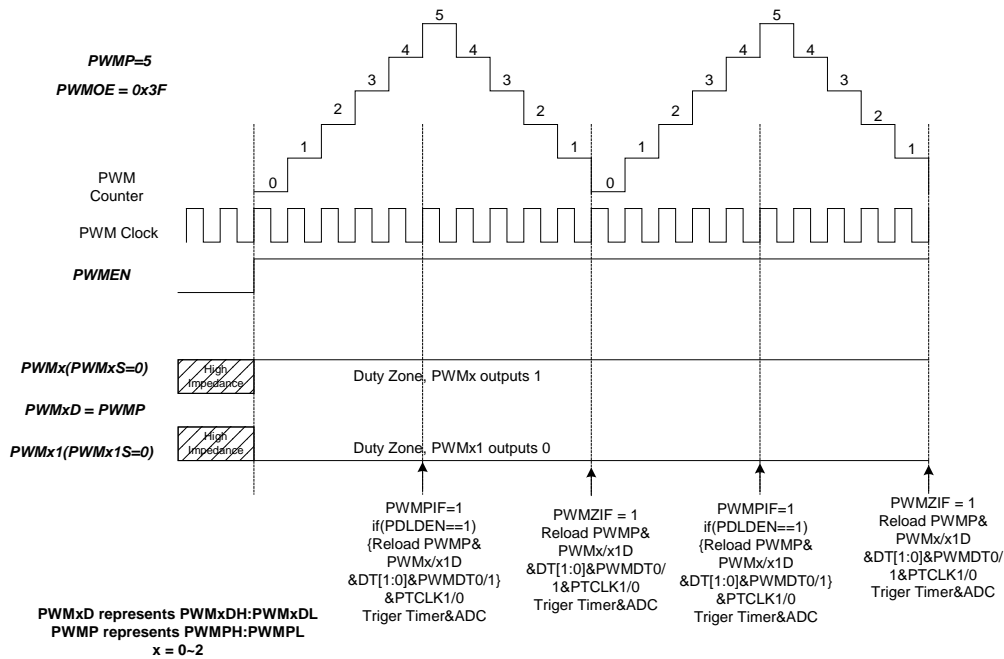 5
5
4
4
4
4
PWMP=5
3
3
3
3
PWMOE = 0x3F
2
2
2
2
1
1
1
1
0
0
PWM
Counter
PWM Clock
PWMEN
PWMx(PWMxS=0)
High
Impedance
Duty Zone, PWMx outputs 1
PWMxD = PWMP
PWMx1(PWMx1S=0)
High
Impedance
Duty Zone, PWMx1 outputs 0
PWMPIF=1
if(PDLDEN==1)
{Reload PWMP&
PWMx/x1D
&DT[1:0]&PWMDT0/1}
&PTCLK1/0
Triger Timer&ADC
PWMZIF = 1
Reload PWMP&
PWMx/x1D
&DT[1:0]&PWMDT0/
1&PTCLK1/0
Triger Timer&ADC
PWMPIF=1
if(PDLDEN==1)
{Reload PWMP&
PWMx/x1D
&DT[1:0]&PWMDT0/1}
&PTCLK1/0
Triger Timer&ADC
PWMZIF = 1
Reload PWMP&
PWMx/x1D
&DT[1:0]&PWMDT0/
1&PTCLK1/0
Triger Timer&ADC
PWMxD represents PWMxDH:PWMxDL
PWMP represents PWMPH:PWMPL
x = 0~2